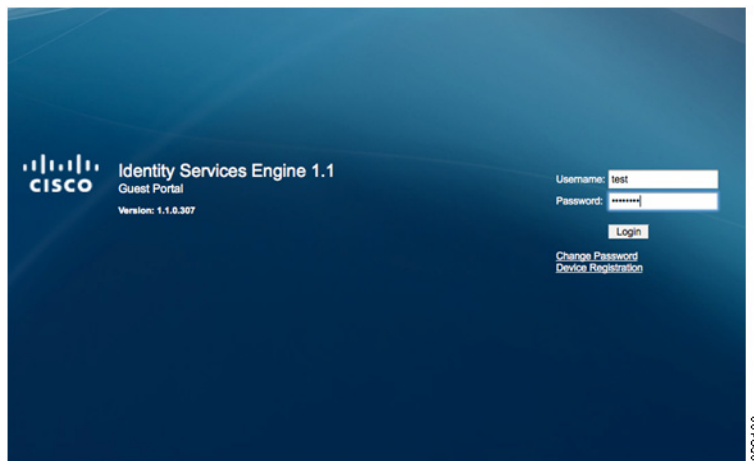 CISCO
Identity Services Engine 1.1
Guest Portal
Version: 1.1.0.307
Username: test
Password: ••••••••
Login
Change Password
Device Registration